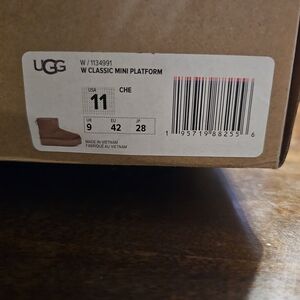 UGG
W / 1134991
W CLASSIC MINI PLATFORM
USA
11
CHE
UK EU JP
9 42 28
MADE IN VIETNAM
FABRIQUÉ AU VIETNAM
1 95719 88255 6